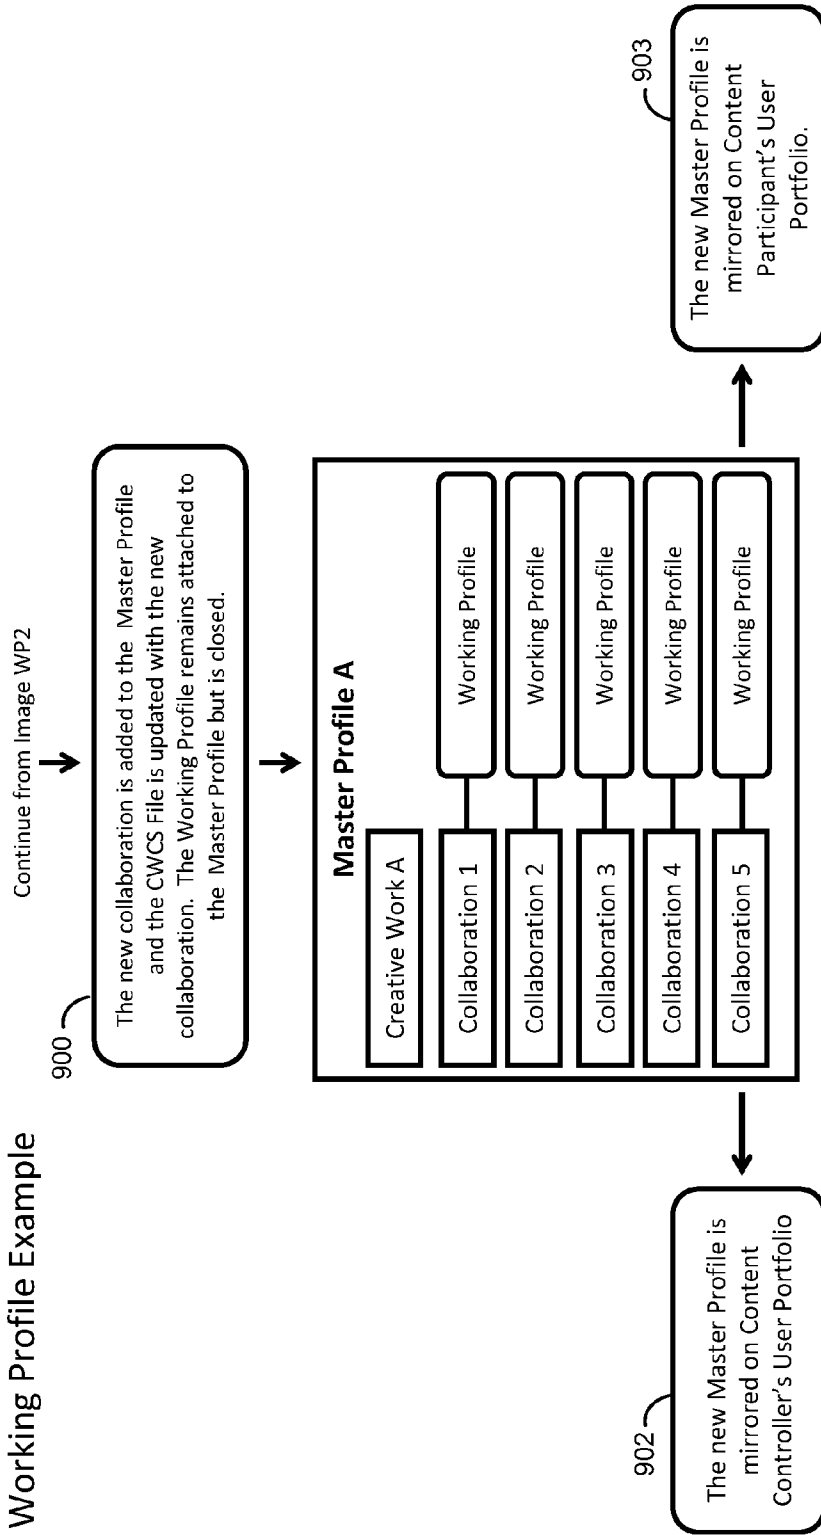 Working Profile Example
Continue from Image WP2
900
The new collaboration is added to the Master Profile
and the CWCS File is updated with the new
collaboration. The Working Profile remains attached to
the Master Profile but is closed.
Master Profile A
Creative Work A
Collaboration 1
Working Profile
Collaboration 2
Working Profile
Collaboration 3
Working Profile
Collaboration 4
Working Profile
Collaboration 5
Working Profile
902
The new Master Profile is
mirrored on Content
Controller's User Portfolio
903
The new Master Profile is
mirrored on Content
Participant's User
Portfolio.